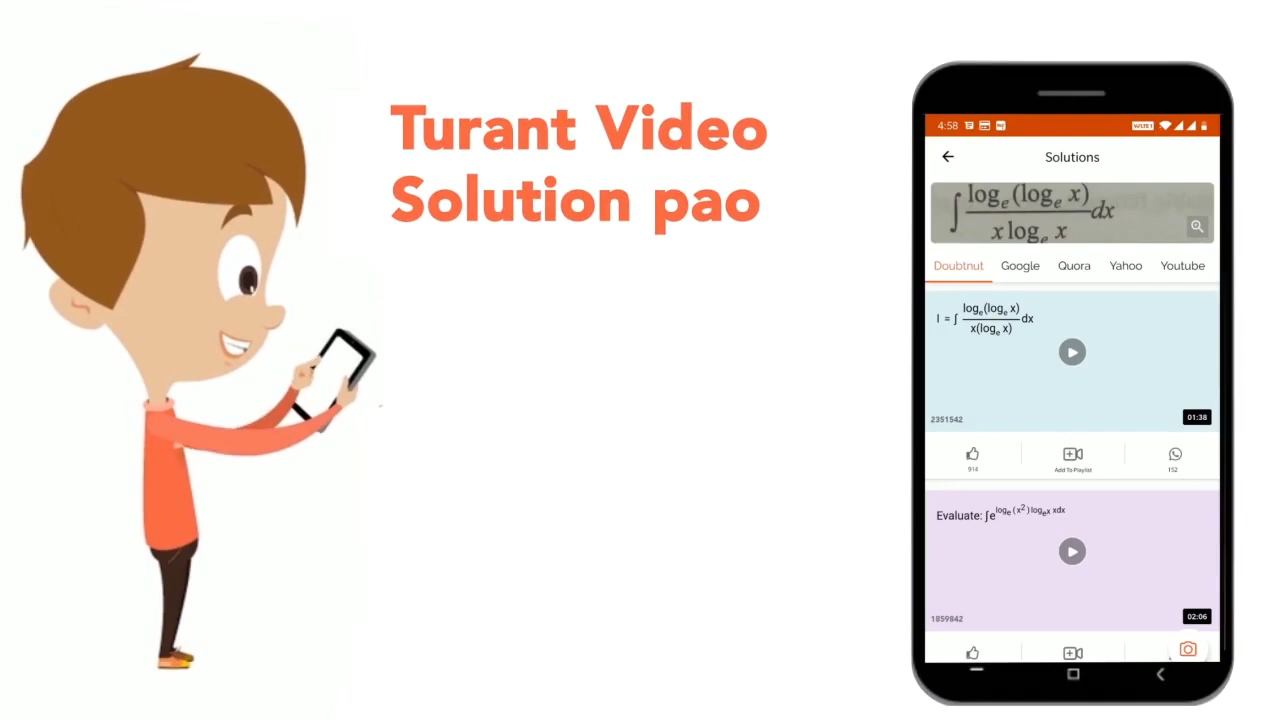 Turant Video
Solution pao
4:58
VoLTE1
Solutions
∫ logₑ(logₑ x) / x logₑ x dx
Doubtnut Google Quora Yahoo Youtube
I = ∫ logₑ(logₑ x) / x(logₑ x) dx
2351542 01:38
914 Add To Playlist 152
Evaluate: ∫e^logₑ(x²)logₑx xdx
1859842 02:06